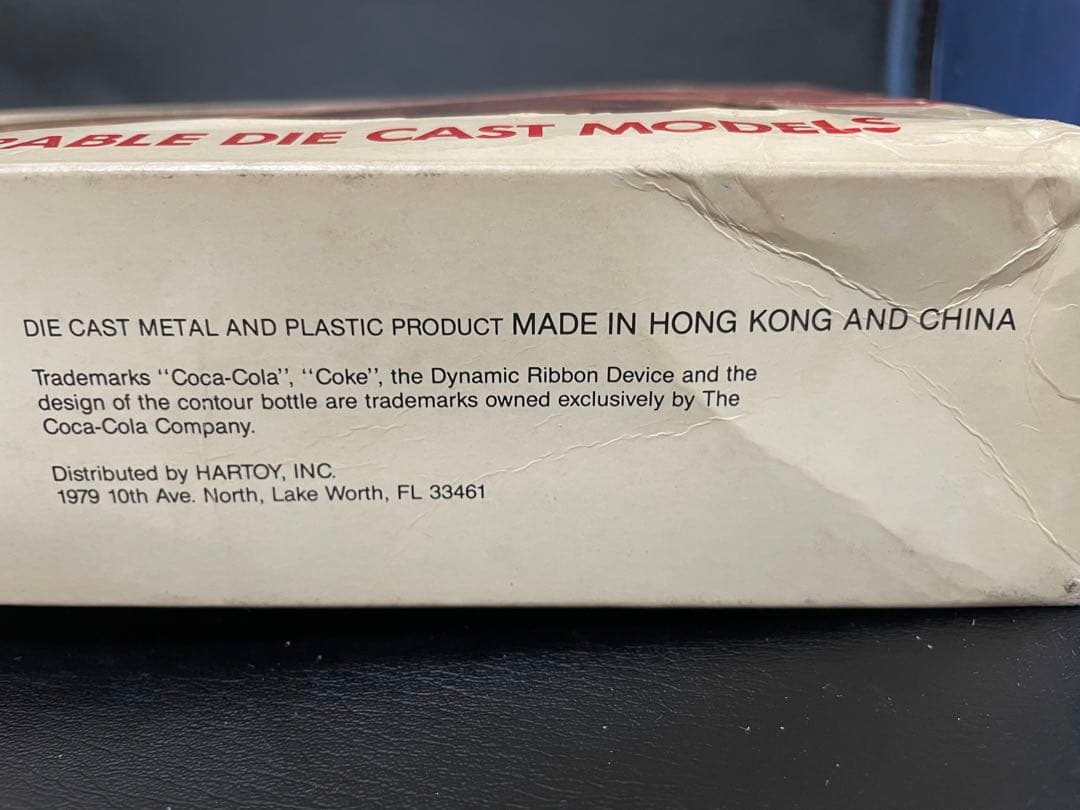 DIE CAST MODELS
DIE CAST METAL AND PLASTIC PRODUCT MADE IN HONG KONG AND CHINA
Trademarks "Coca-Cola", "Coke", the Dynamic Ribbon Device and the
design of the contour bottle are trademarks owned exclusively by The
Coca-Cola Company.
Distributed by HARTOY, INC.
1979 10th Ave. North, Lake Worth, FL 33461